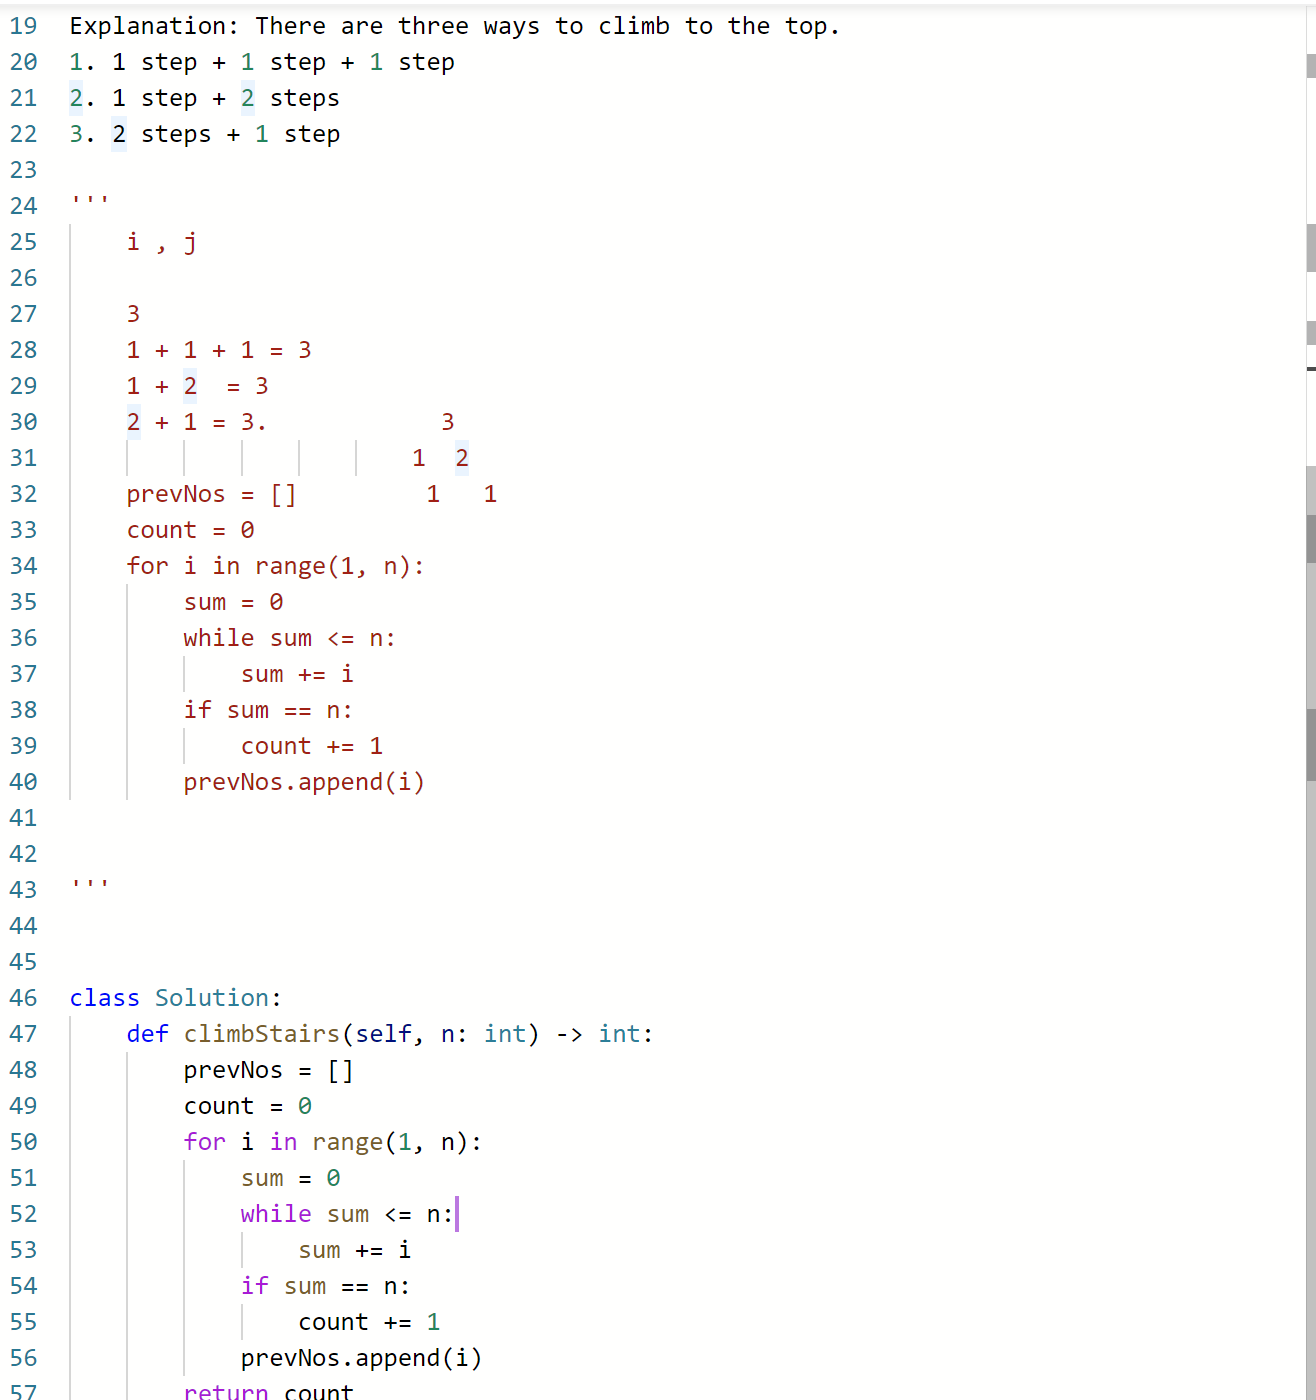 19 Explanation: There are three ways to climb to the top.
20 1. 1 step + 1 step + 1 step
21 2. 1 step + 2 steps
22 3. 2 steps + 1 step
23
24 '''
25     i , j
26
27     3
28     1 + 1 + 1 = 3
29     1 + 2  = 3
30     2 + 1 = 3.            3
31                         1  2
32     prevNos = []         1   1
33     count = 0
34     for i in range(1, n):
35         sum = 0
36         while sum <= n:
37             sum += i
38         if sum == n:
39             count += 1
40         prevNos.append(i)
41
42
43 '''
44
45
46 class Solution:
47     def climbStairs(self, n: int) -> int:
48         prevNos = []
49         count = 0
50         for i in range(1, n):
51             sum = 0
52             while sum <= n:
53                 sum += i
54             if sum == n:
55                 count += 1
56             prevNos.append(i)
57         return count